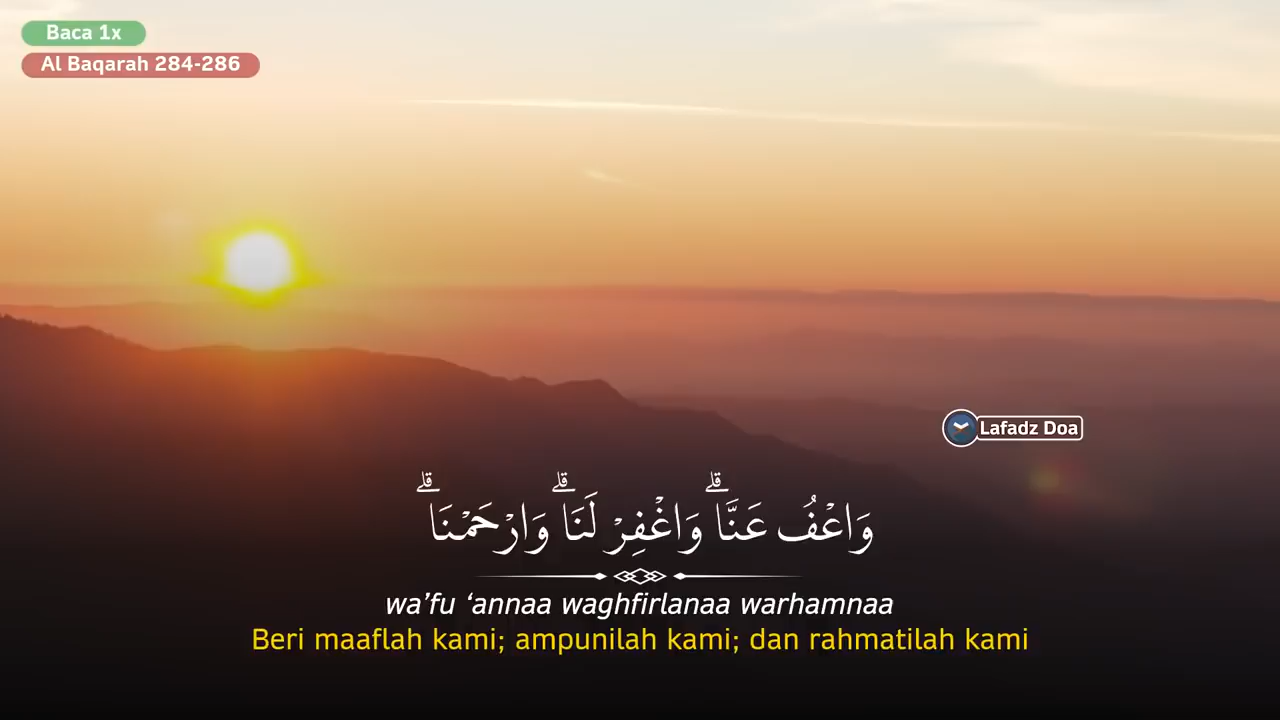 Baca 1x
Al Baqarah 284-286
Lafadz Doa
وَاعْفُ عَنَّاۗ وَاغْفِرْ لَنَاۗ وَارْحَمْنَاۗ
wa’fu ‘annaa waghfirlanaa warhamnaa
Beri maaflah kami; ampunilah kami; dan rahmatilah kami